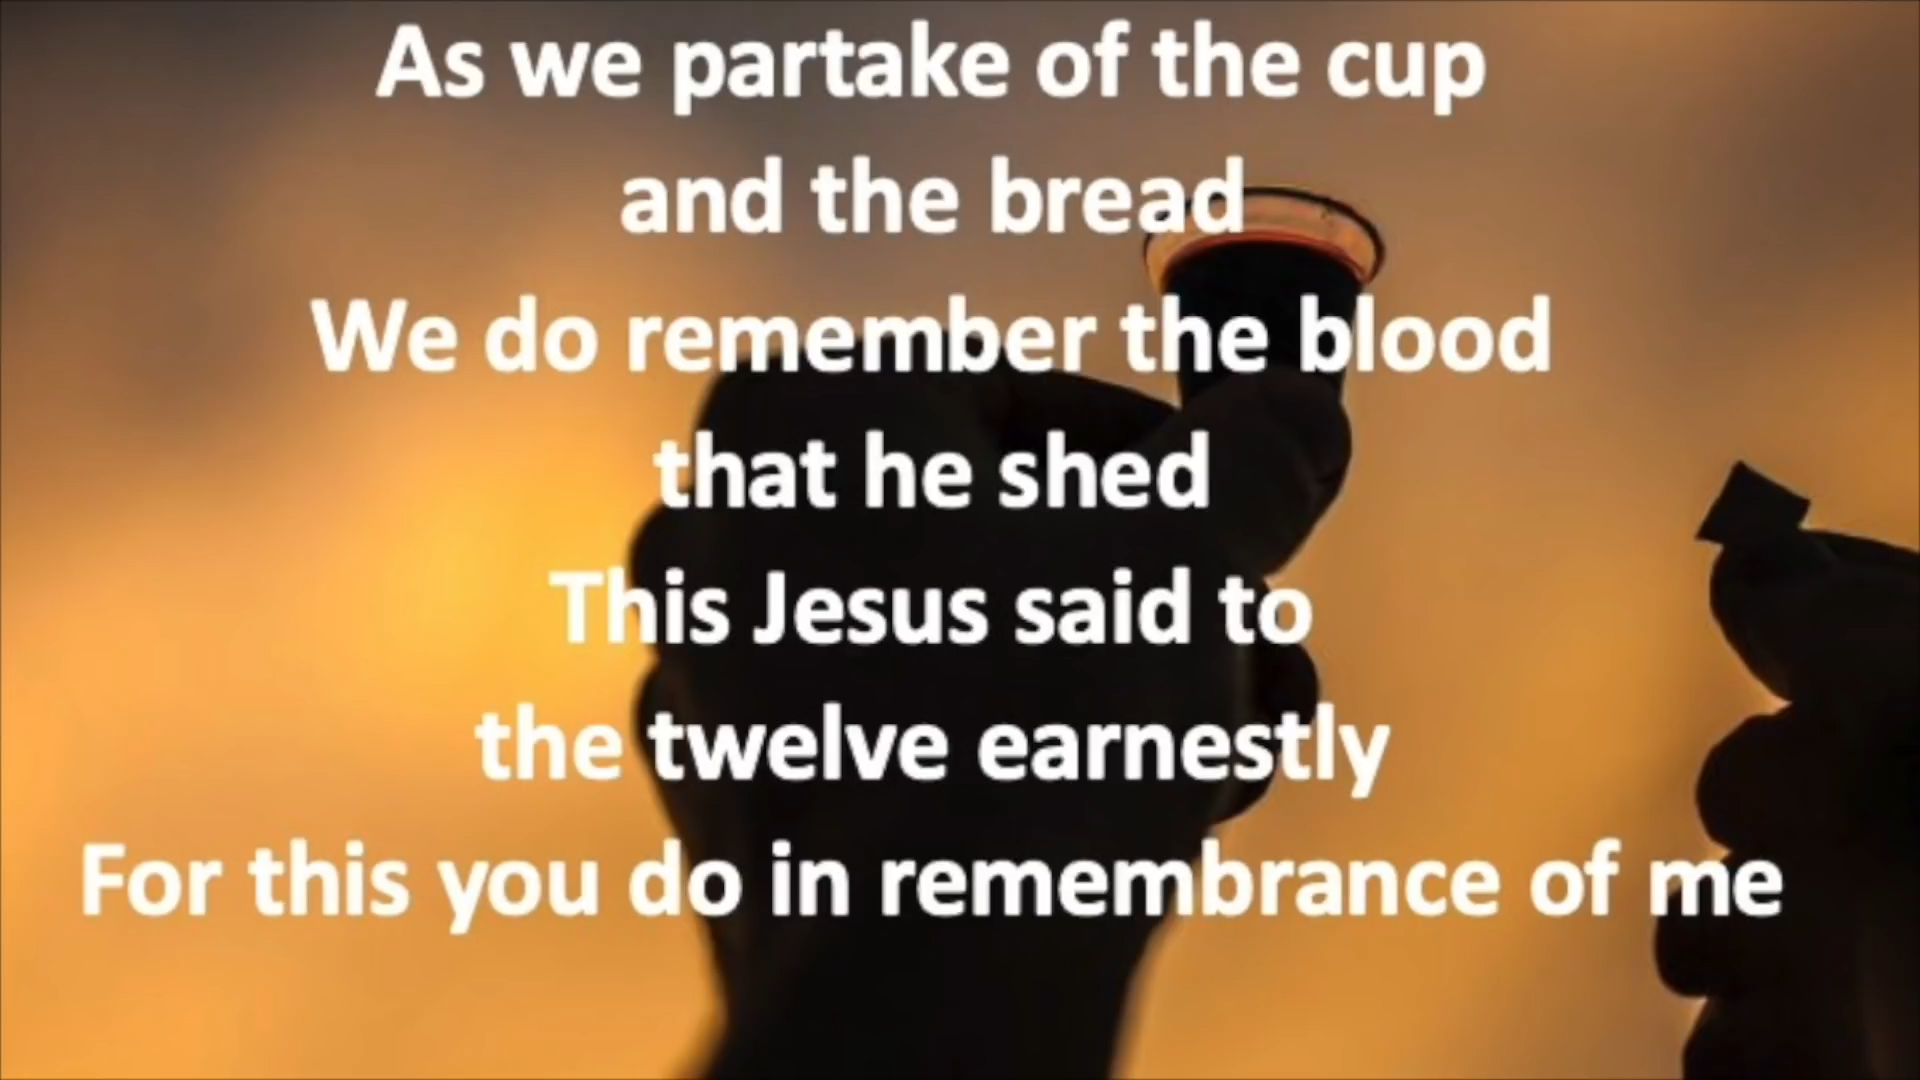 As we partake of the cup
and the bread
We do remember the blood
that he shed
This Jesus said to
the twelve earnestly
For this you do in remembrance of me